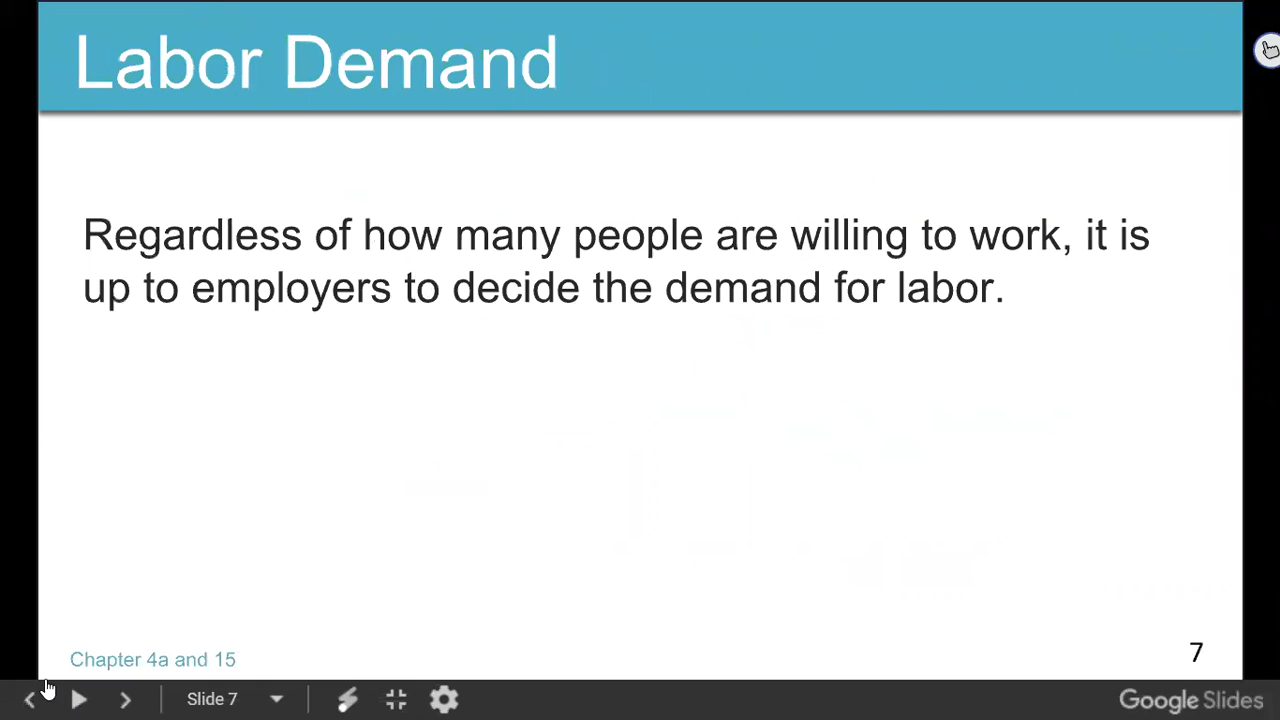 Labor Demand
Regardless of how many people are willing to work, it is
up to employers to decide the demand for labor.
Chapter 4a and 15
7
Slide 7
Google Slides